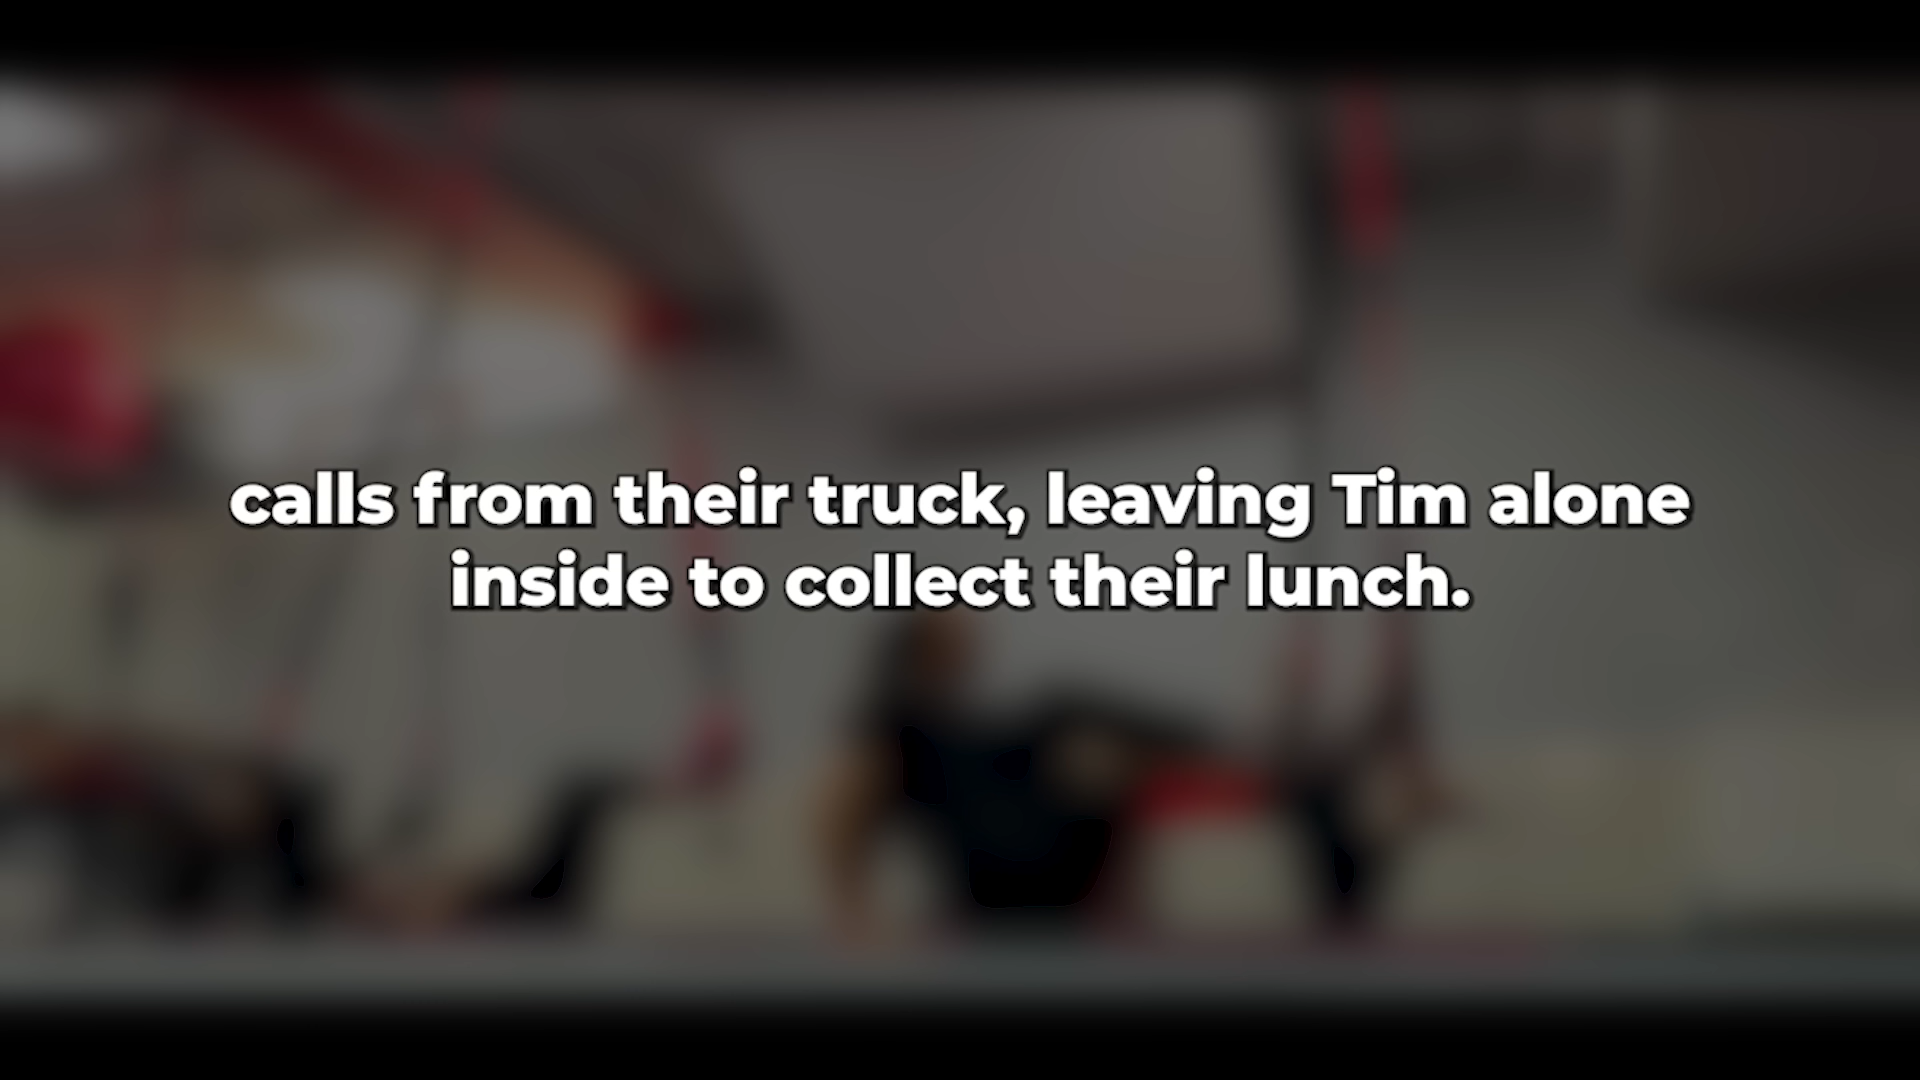 calls from their truck, leaving Tim alone
inside to collect their lunch.